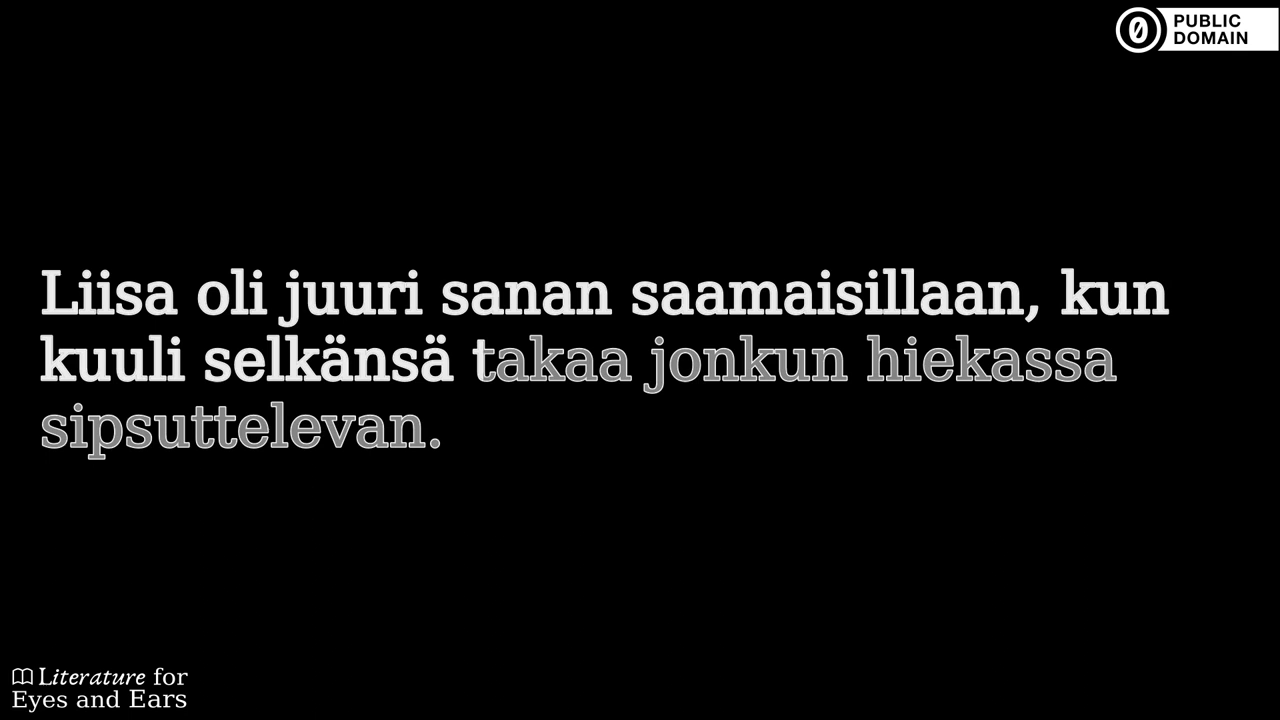 PUBLIC
DOMAIN
Liisa oli juuri sanan saamaisillaan, kun
kuuli selkänsä takaa jonkun hiekassa
sipsuttelevan.
Literature for
Eyes and Ears